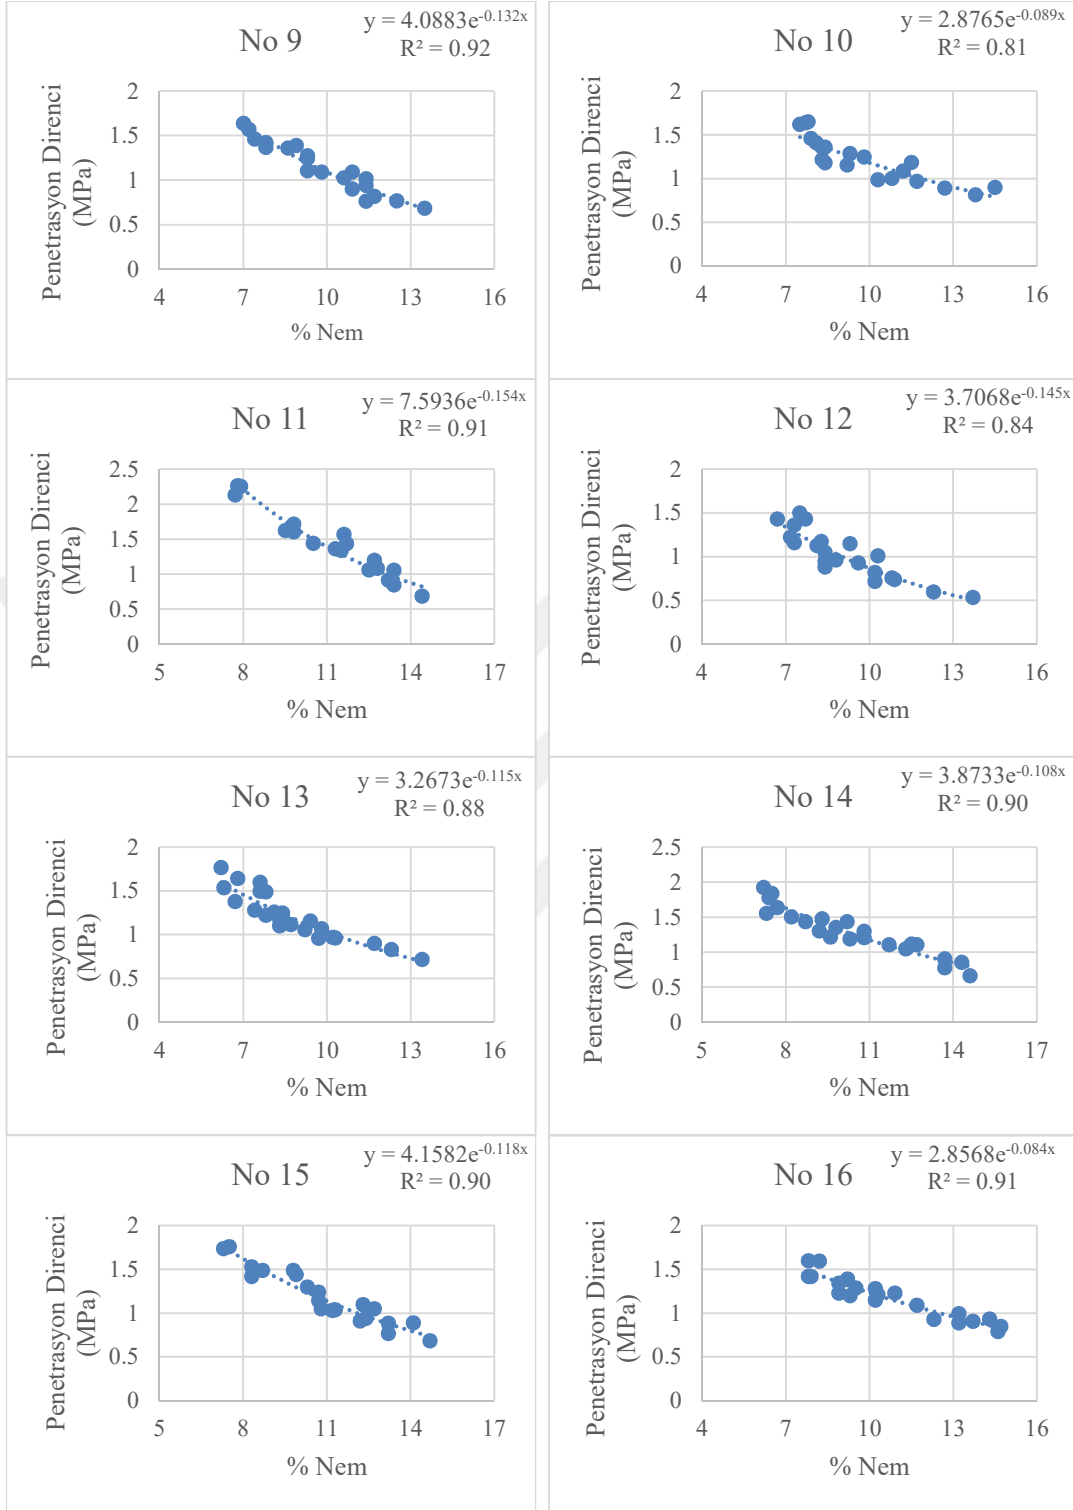 No 9
y = 4.0883e^-0.132x
R² = 0.92
Penetrasyon Direnci
(MPa)
2
1.5
1
0.5
0
4 7 10 13 16
% Nem
No 10
y = 2.8765e^-0.089x
R² = 0.81
Penetrasyon Direnci
(MPa)
2
1.5
1
0.5
0
4 7 10 13 16
% Nem
No 11
y = 7.5936e^-0.154x
R² = 0.91
Penetrasyon Direnci
(MPa)
2.5
2
1.5
1
0.5
0
5 8 11 14 17
% Nem
No 12
y = 3.7068e^-0.145x
R² = 0.84
Penetrasyon Direnci
(MPa)
2
1.5
1
0.5
0
4 7 10 13 16
% Nem
No 13
y = 3.2673e^-0.115x
R² = 0.88
Penetrasyon Direnci
(MPa)
2
1.5
1
0.5
0
4 7 10 13 16
% Nem
No 14
y = 3.8733e^-0.108x
R² = 0.90
Penetrasyon Direnci
(MPa)
2.5
2
1.5
1
0.5
0
5 8 11 14 17
% Nem
No 15
y = 4.1582e^-0.118x
R² = 0.90
Penetrasyon Direnci
(MPa)
2
1.5
1
0.5
0
5 8 11 14 17
% Nem
No 16
y = 2.8568e^-0.084x
R² = 0.91
Penetrasyon Direnci
(MPa)
2
1.5
1
0.5
0
4 7 10 13 16
% Nem